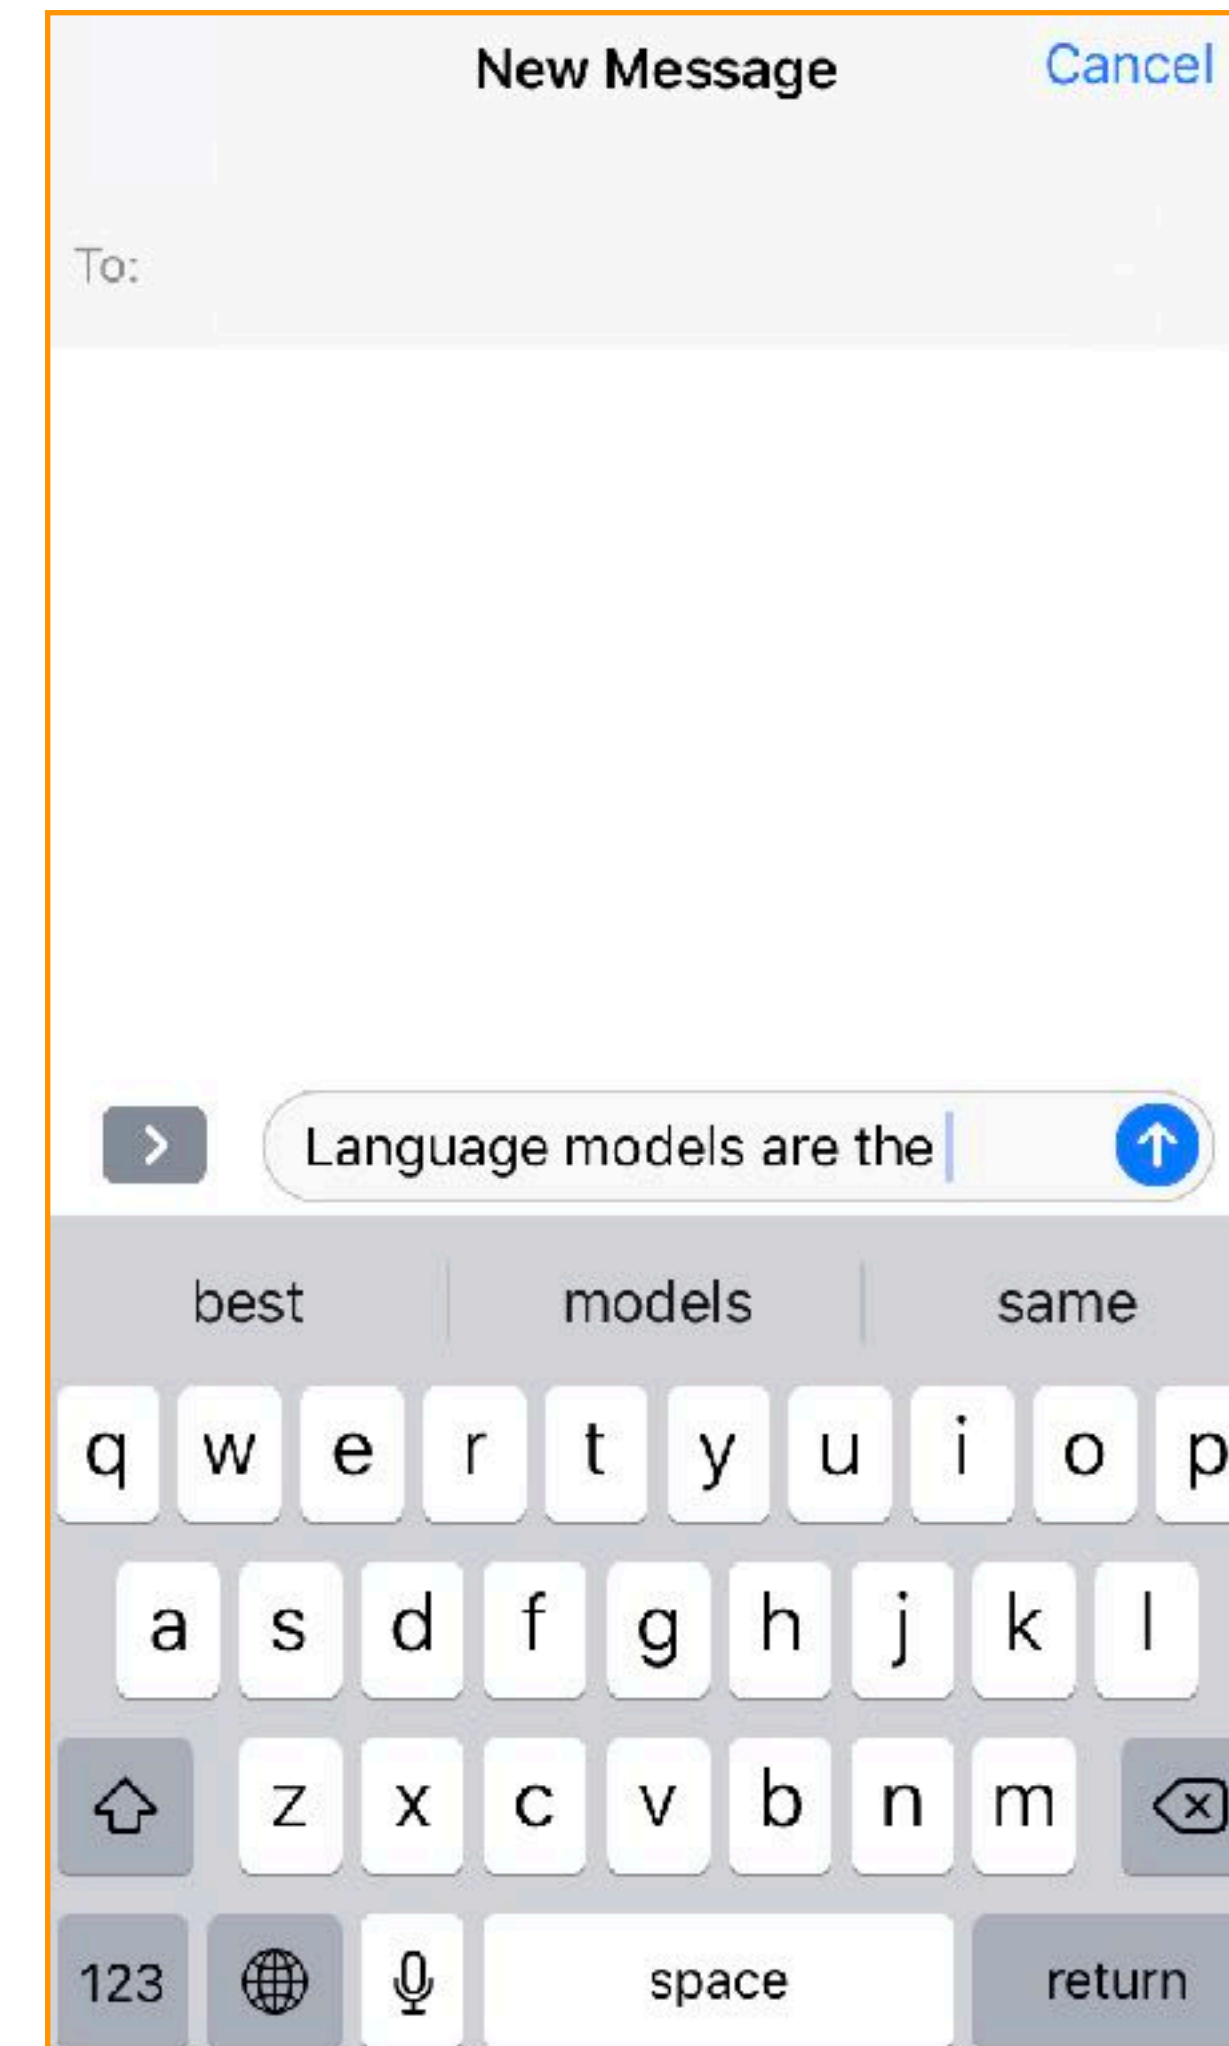 New Message Cancel
To:
Language models are the
best models same
q w e r t y u i o p
a s d f g h j k l
z x c v b n m
123 space return